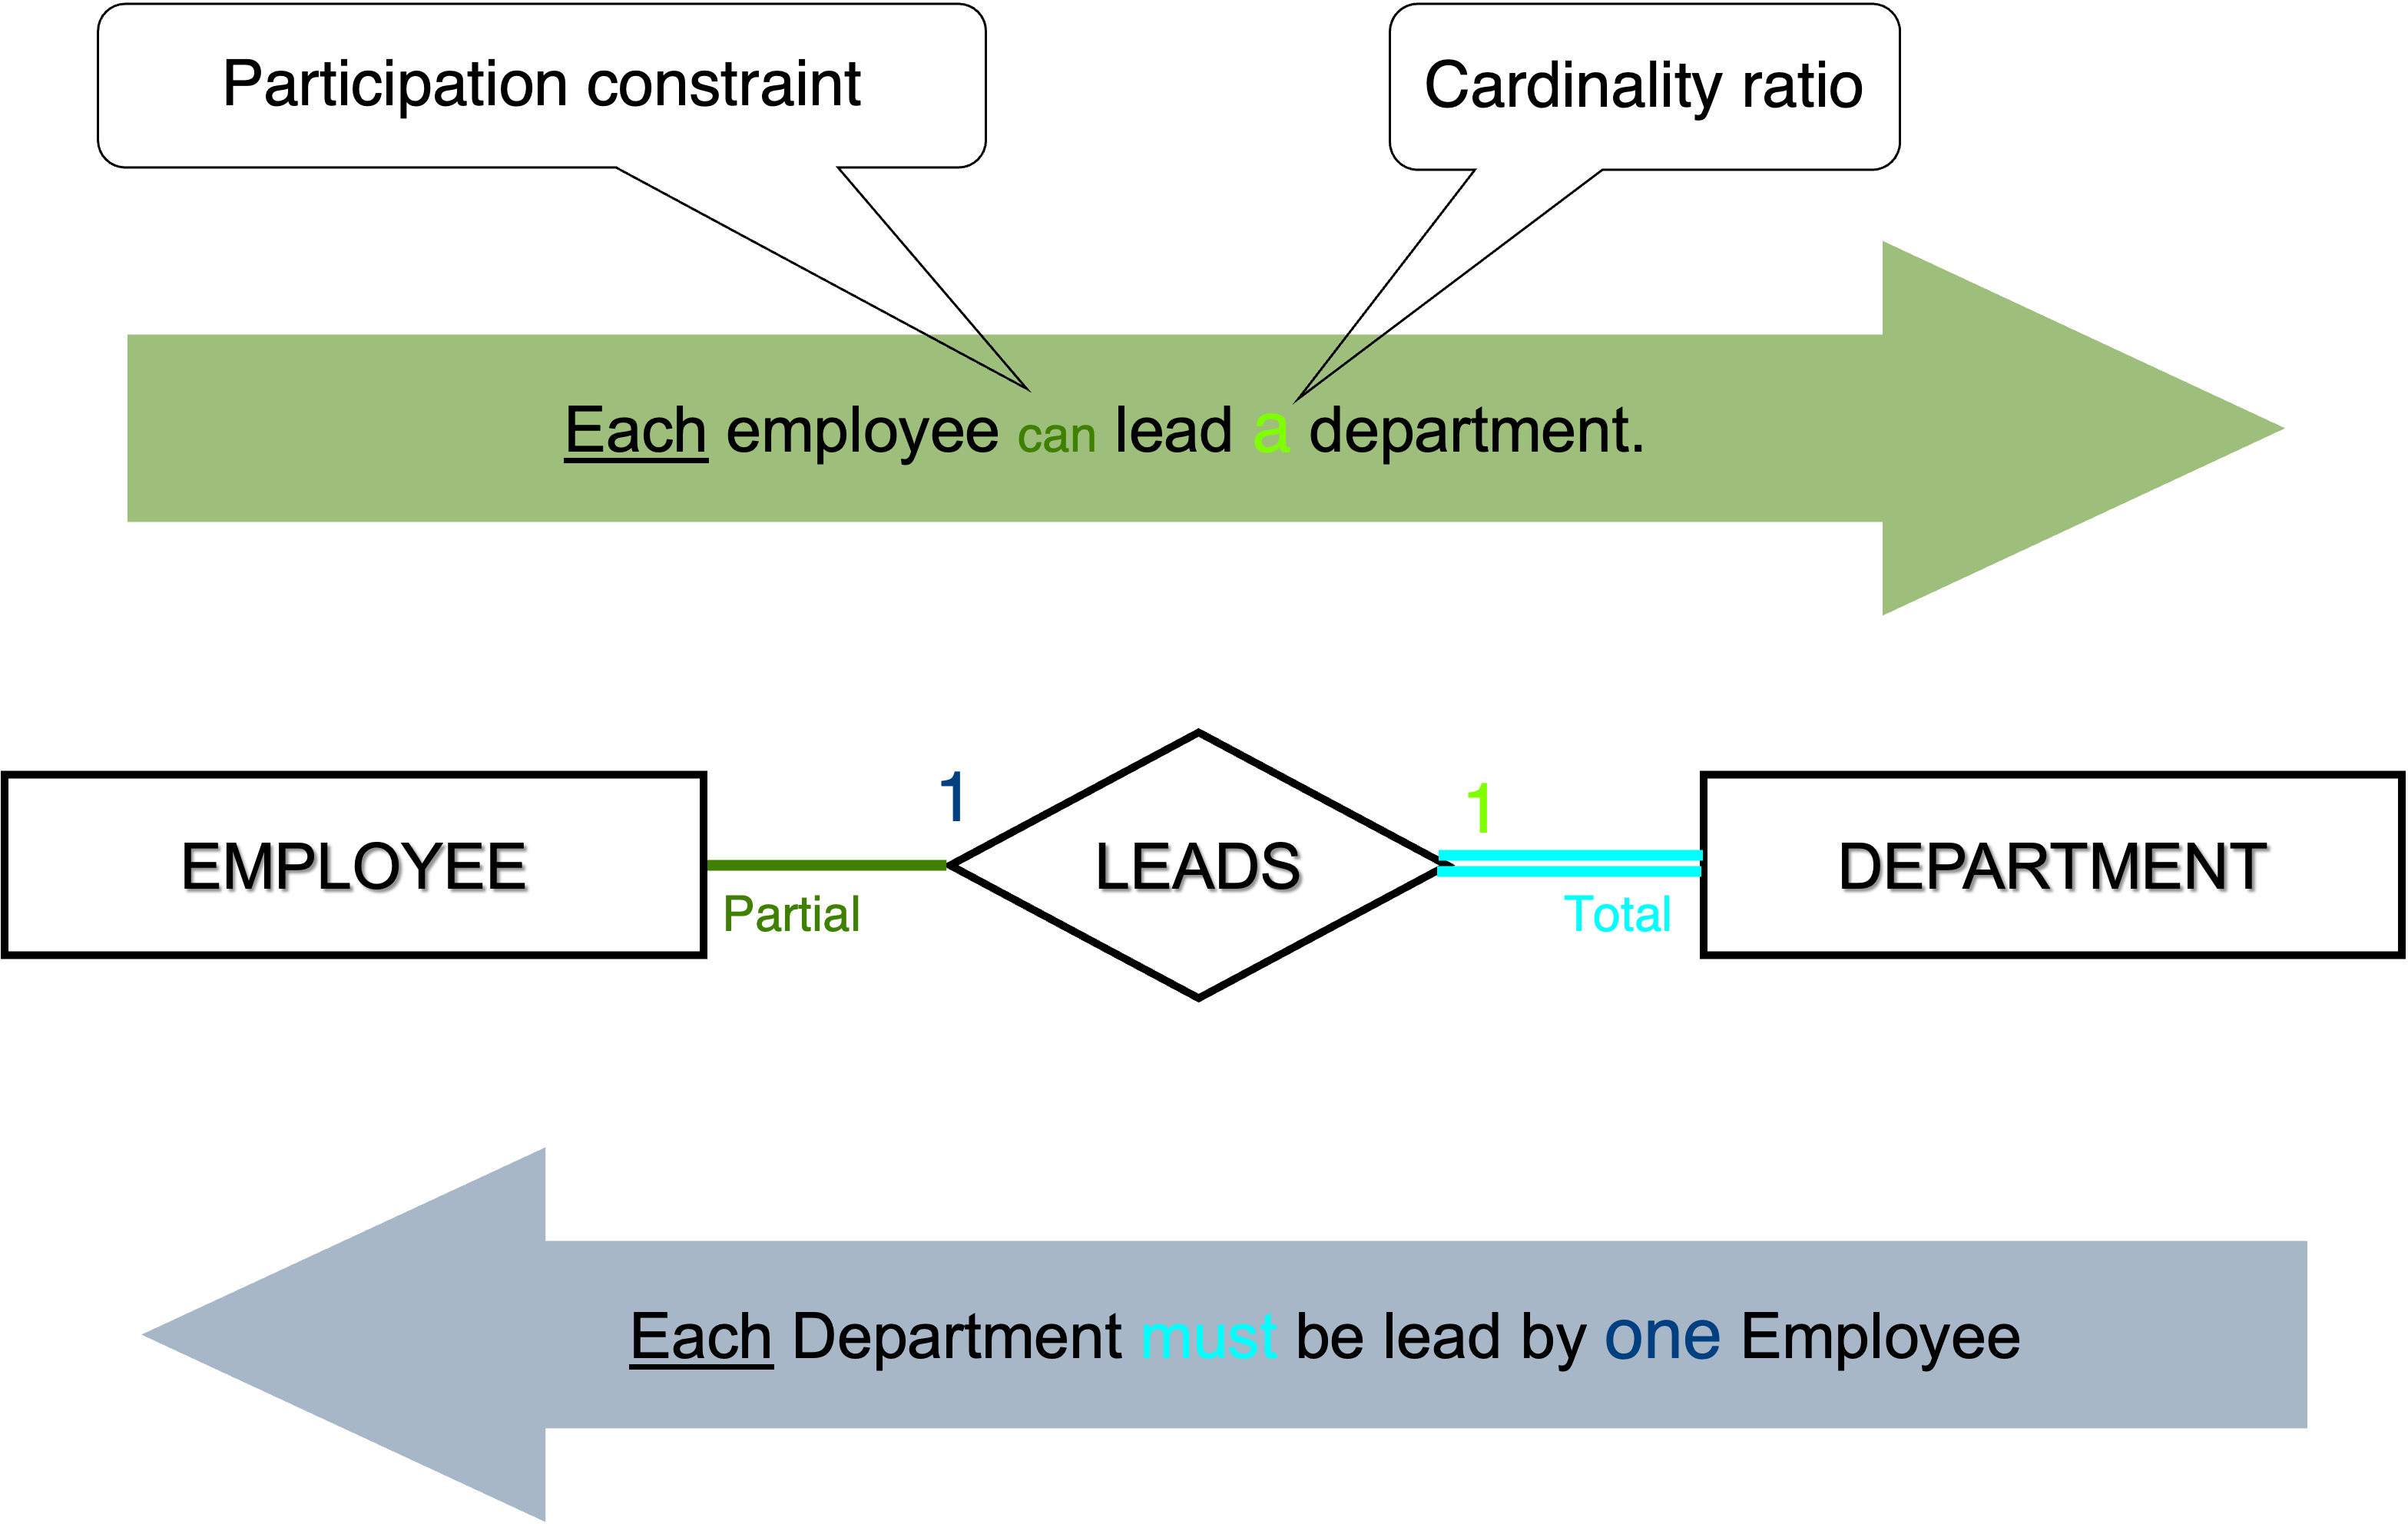 Participation constraint
Cardinality ratio
Each employee can lead a department.
1
1
EMPLOYEE
LEADS
DEPARTMENT
Partial
Total
Each Department must be lead by one Employee